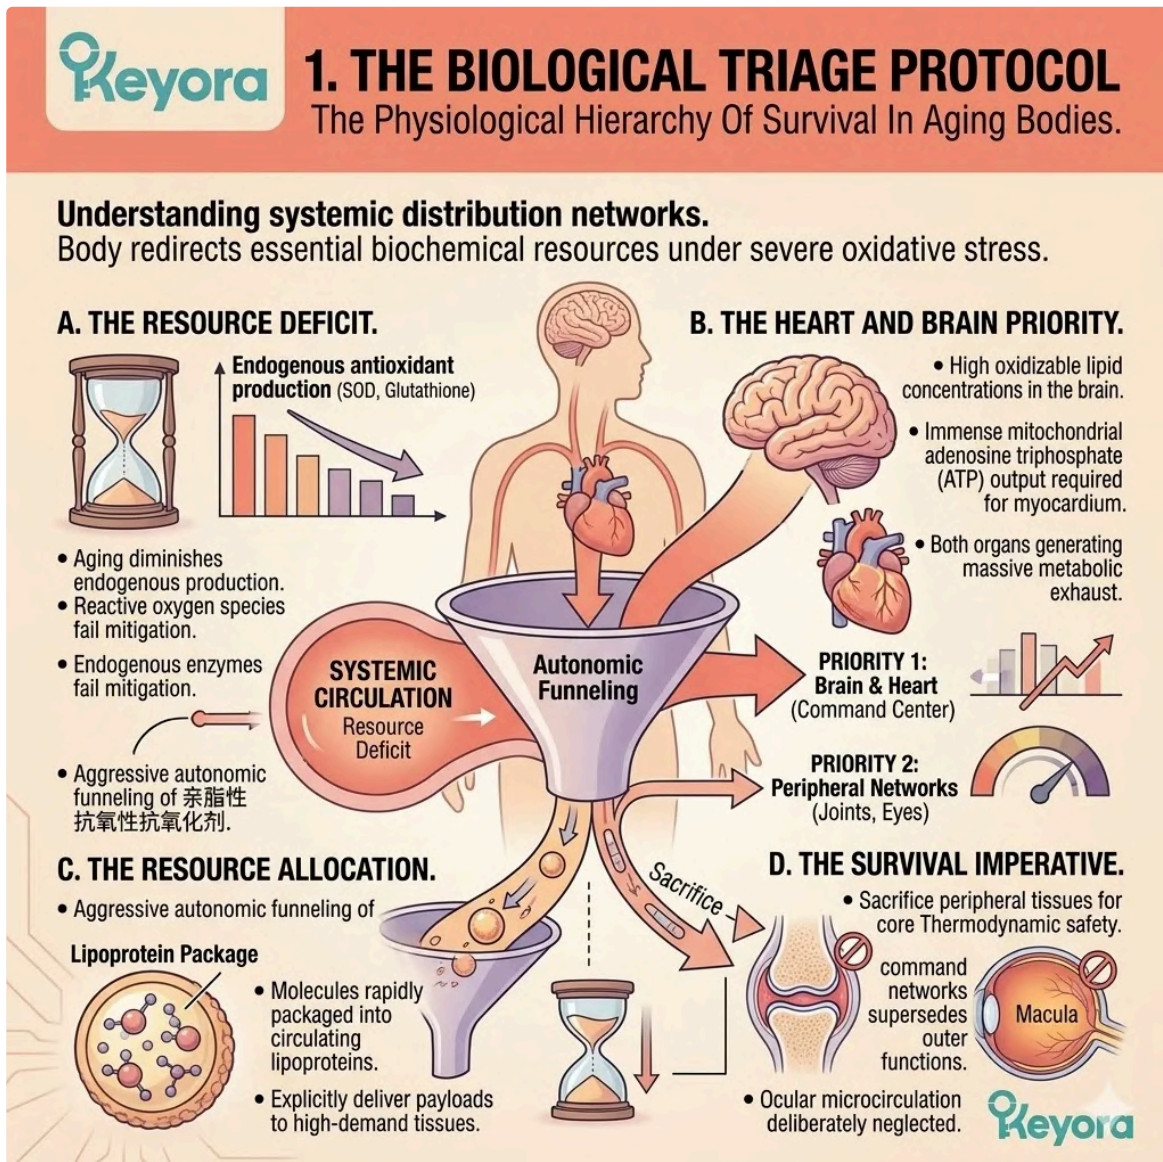 Keyora
1. THE BIOLOGICAL TRIAGE PROTOCOL
The Physiological Hierarchy Of Survival In Aging Bodies.
Understanding systemic distribution networks.
Body redirects essential biochemical resources under severe oxidative stress.
A. THE RESOURCE DEFICIT.
Endogenous antioxidant
production (SOD, Glutathione)
• Aging diminishes
endogenous production.
• Reactive oxygen species
fail mitigation.
• Endogenous enzymes
fail mitigation.
• Aggressive autonomic
funneling of 亲脂性
抗氧性抗氧化剂.
SYSTEMIC
CIRCULATION
Resource
Deficit
Autonomic
Funneling
B. THE HEART AND BRAIN PRIORITY.
• High oxidizable lipid
concentrations in the brain.
• Immense mitochondrial
adenosine triphosphate
(ATP) output required
for myocardium.
• Both organs generating
massive metabolic
exhaust.
PRIORITY 1:
Brain & Heart
(Command Center)
PRIORITY 2:
Peripheral Networks
(Joints, Eyes)
C. THE RESOURCE ALLOCATION.
• Aggressive autonomic funneling of
Lipoprotein Package
• Molecules rapidly
packaged into
circulating
lipoproteins.
• Explicitly deliver payloads
to high-demand tissues.
Sacrifice
D. THE SURVIVAL IMPERATIVE.
• Sacrifice peripheral tissues for
core Thermodynamic safety.
command
networks
supersedes
outer
functions.
Macula
• Ocular microcirculation
deliberately neglected.
Keyora